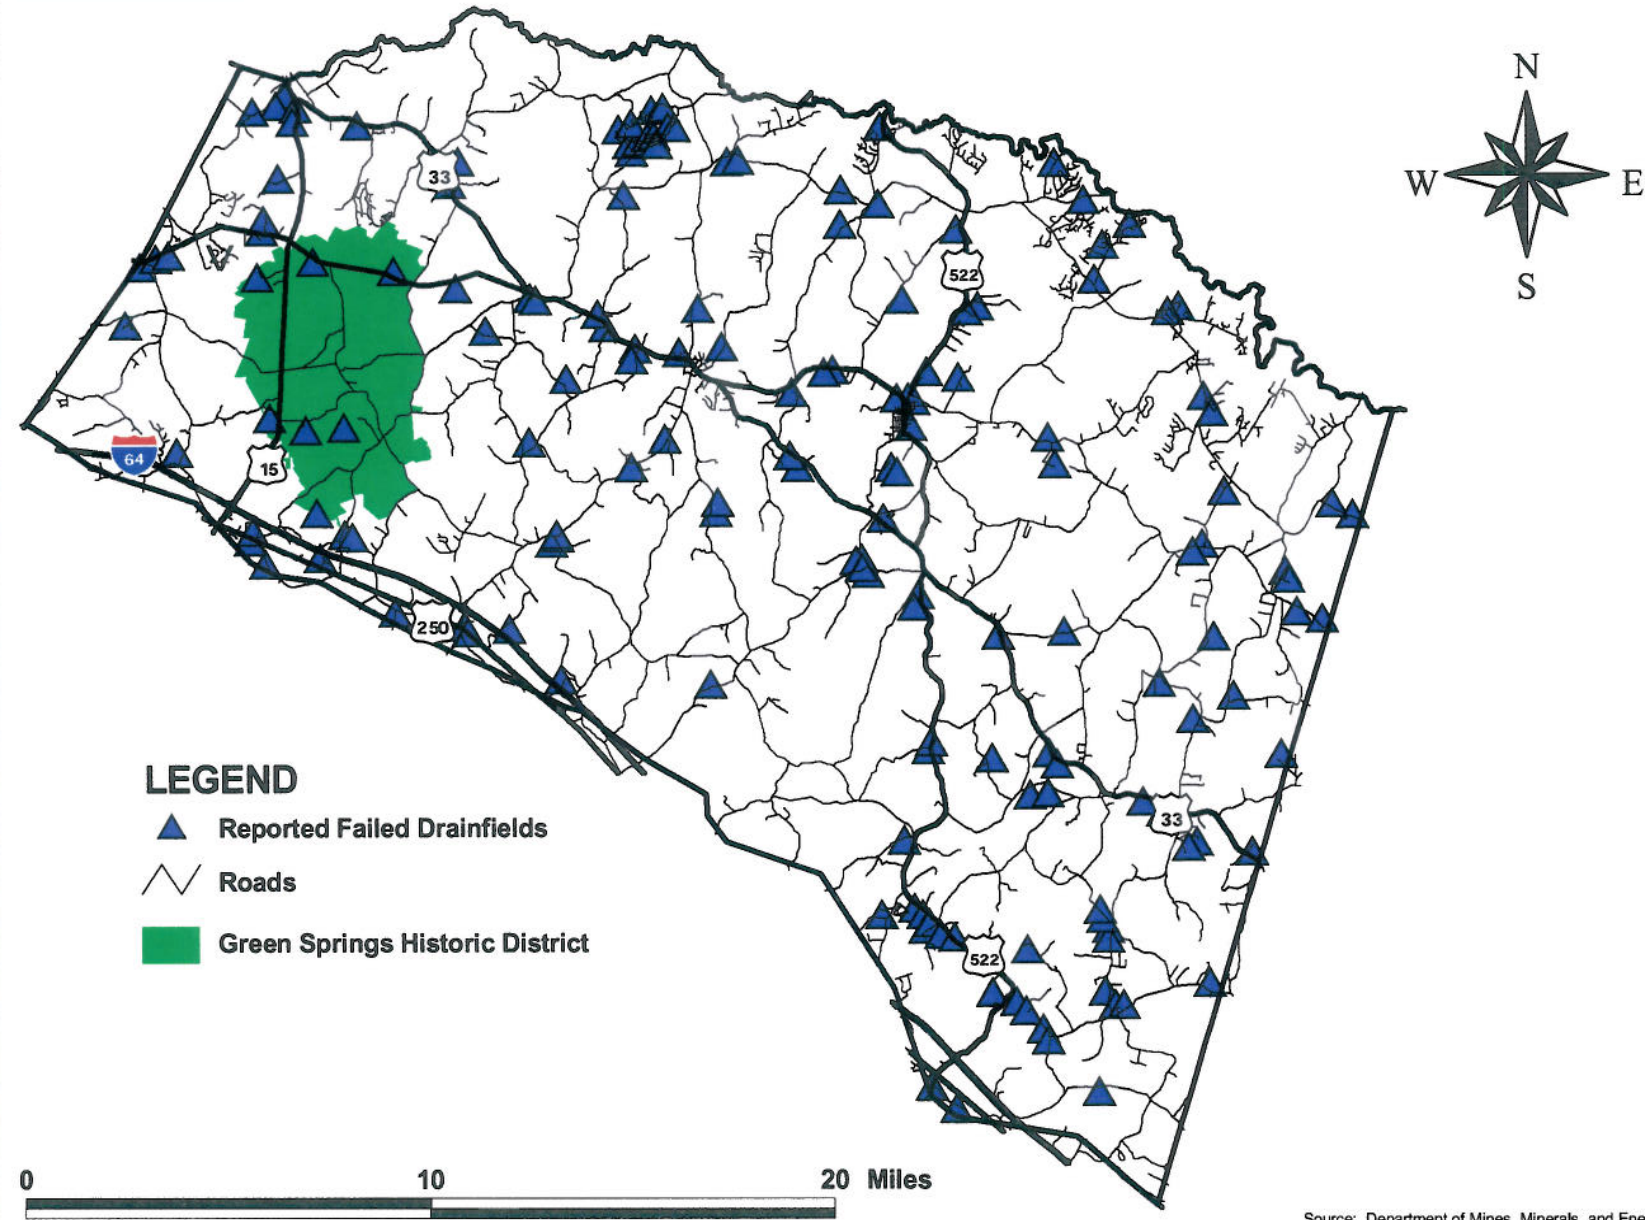 N
W E
S
33
522
64
15
250
LEGEND
Reported Failed Drainfields
Roads
Green Springs Historic District
33
522
0 10 20 Miles
Source: Department of Mines, Minerals, and Ene